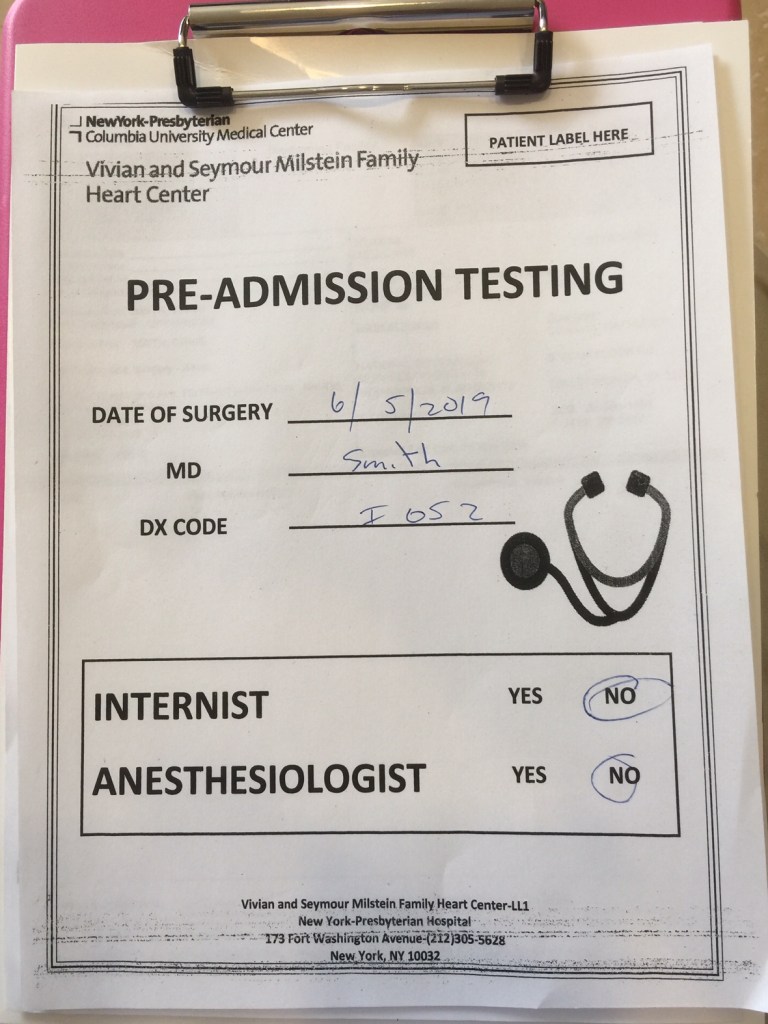 NewYork-Presbyterian
Columbia University Medical Center
PATIENT LABEL HERE
Vivian and Seymour Milstein Family
Heart Center
PRE-ADMISSION TESTING
DATE OF SURGERY 6/5/2019
MD Smith
DX CODE I 052
INTERNIST YES NO
ANESTHESIOLOGIST YES NO
Vivian and Seymour Milstein Family Heart Center-LL1
New York-Presbyterian Hospital
173 Fort Washington Avenue-(212)305-5628
New York, NY 10032